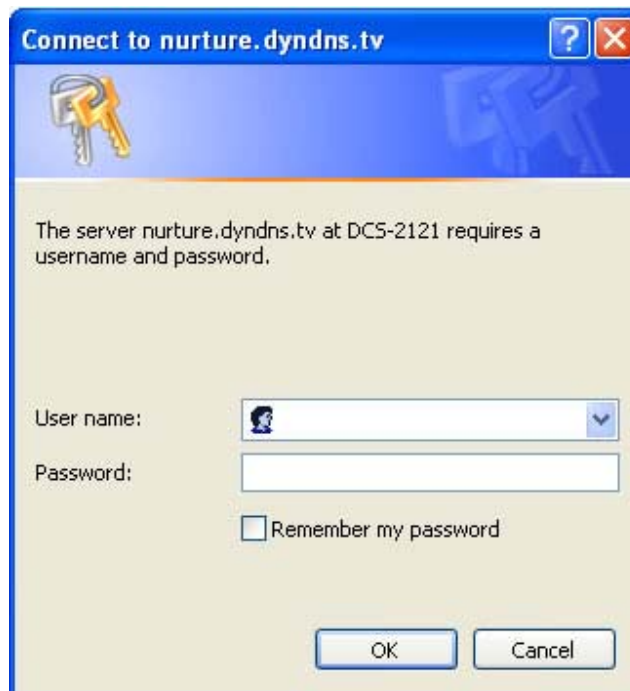 Connect to nurture.dyndns.tv
The server nurture.dyndns.tv at DCS-2121 requires a
username and password.
User name:
Password:
Remember my password
OK
Cancel